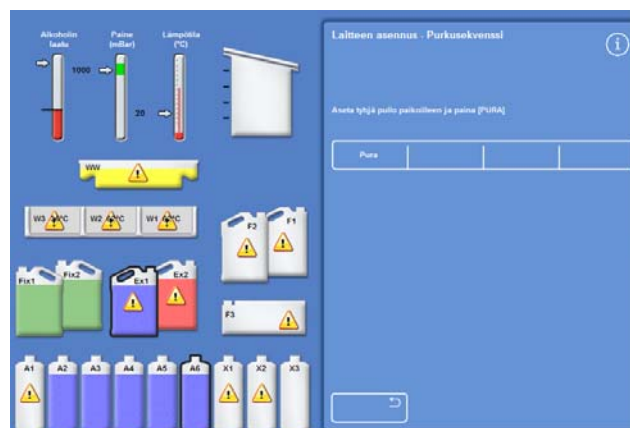 Alkoholin laatu
Paine (mBar)
Lämpötila (°C)
1000
20
WW
W3 °C
W2 °C
W1 °C
F2
F1
Fix1
Fix2
Ex1
Ex2
F3
A1
A2
A3
A4
A5
A6
X1
X2
X3
Laitteen asennus - Purkusekvenssi
i
Aseta tyhjä pullo paikoilleen ja paina [PURA]
Pura